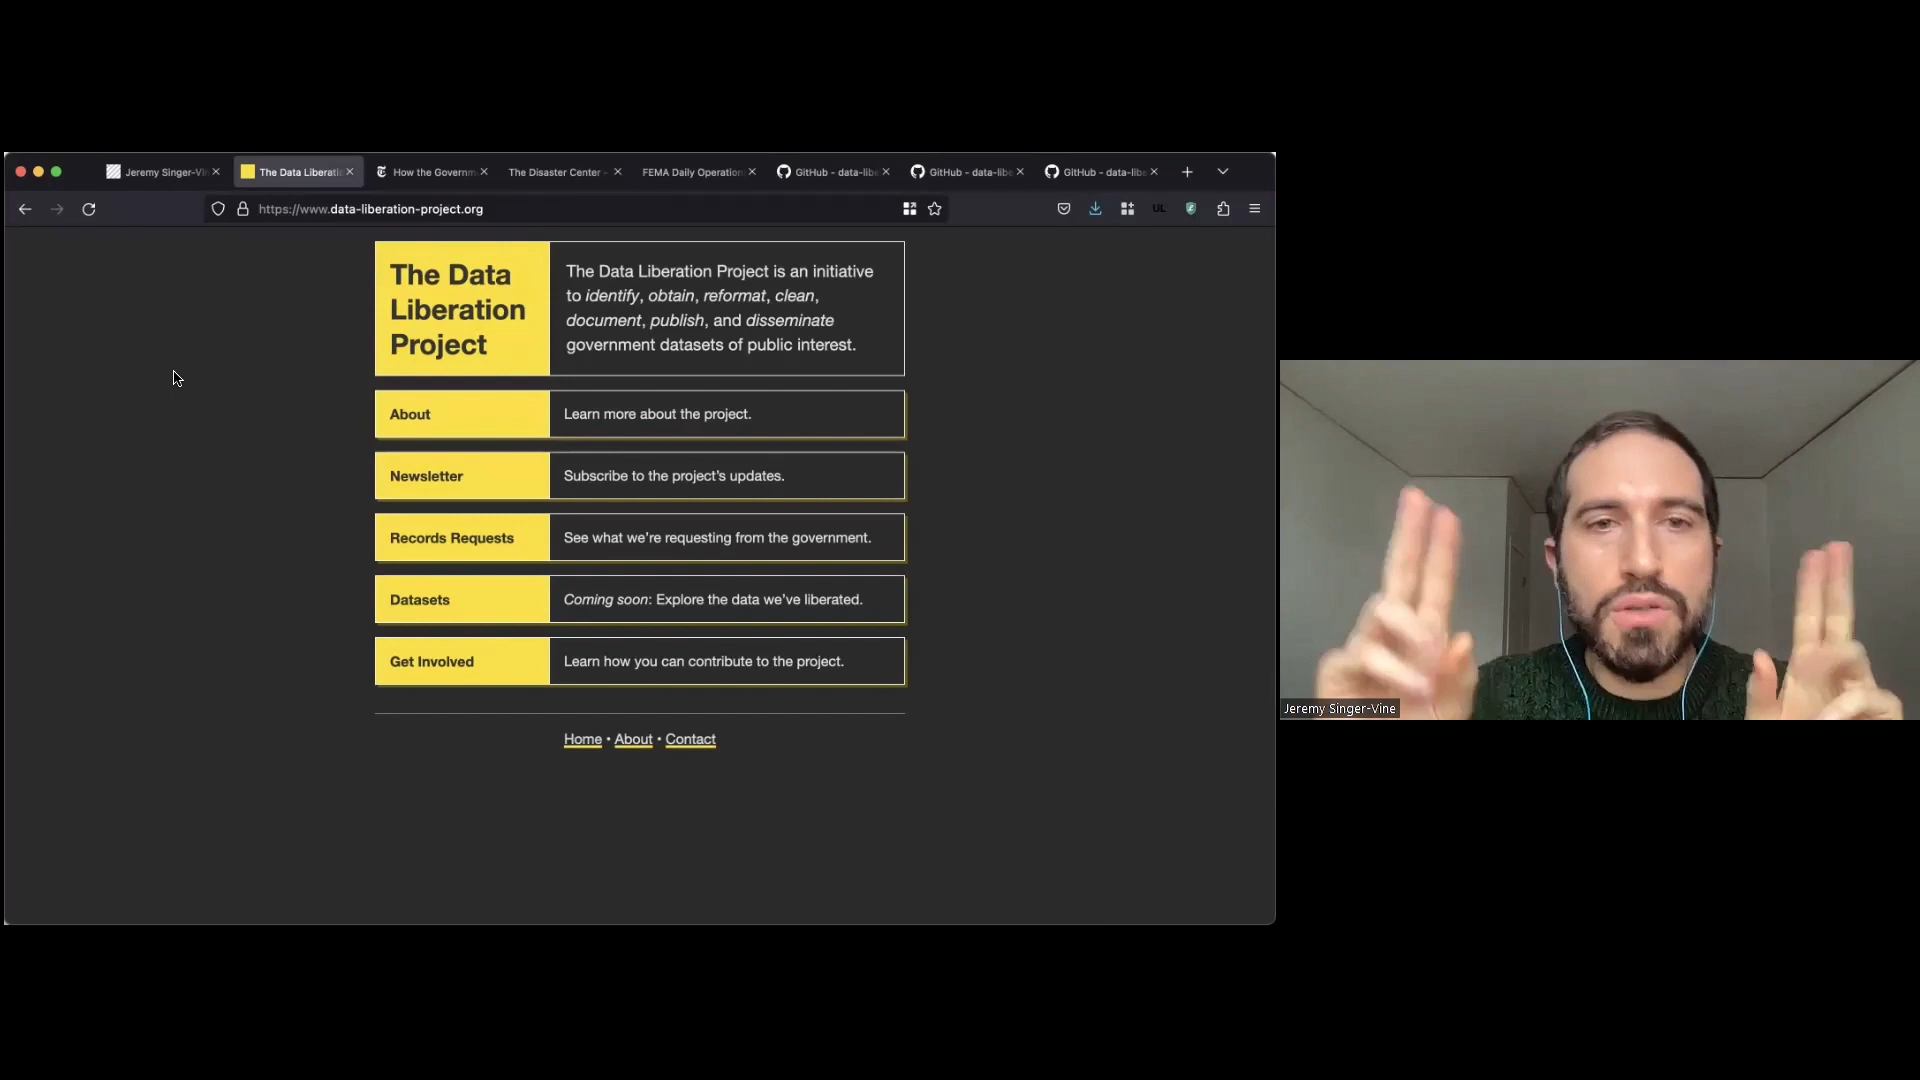 Jeremy Singer-Vi
The Data Liberati
How the Governm
The Disaster Center -
FEMA Daily Operation
GitHub - data-libe
GitHub - data-libe
GitHub - data-libe
https://www.data-liberation-project.org
UL
The Data
Liberation
Project
The Data Liberation Project is an initiative
to identify, obtain, reformat, clean,
document, publish, and disseminate
government datasets of public interest.
About
Learn more about the project.
Newsletter
Subscribe to the project's updates.
Records Requests
See what we're requesting from the government.
Datasets
Coming soon: Explore the data we've liberated.
Get Involved
Learn how you can contribute to the project.
Home • About • Contact
Jeremy Singer-Vine